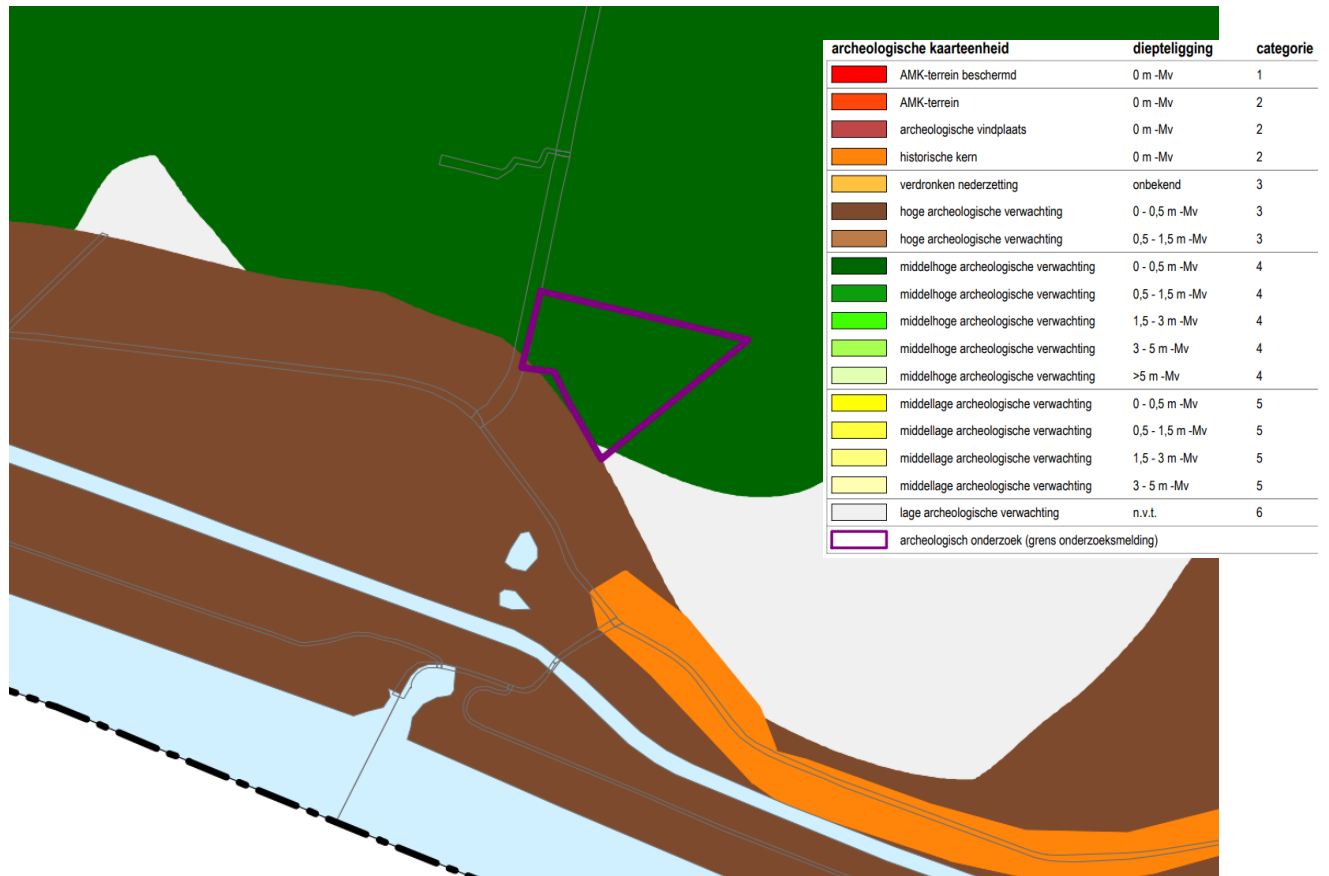 archeologische kaarteenheid diepteligging categorie
AMK-terrein beschermd 0 m -Mv 1
AMK-terrein 0 m -Mv 2
archeologische vindplaats 0 m -Mv 2
historische kern 0 m -Mv 2
verdronken nederzetting onbekend 3
hoge archeologische verwachting 0 - 0,5 m -Mv 3
hoge archeologische verwachting 0,5 - 1,5 m -Mv 3
middelhoge archeologische verwachting 0 - 0,5 m -Mv 4
middelhoge archeologische verwachting 0,5 - 1,5 m -Mv 4
middelhoge archeologische verwachting 1,5 - 3 m -Mv 4
middelhoge archeologische verwachting 3 - 5 m -Mv 4
middelhoge archeologische verwachting >5 m -Mv 4
middellage archeologische verwachting 0 - 0,5 m -Mv 5
middellage archeologische verwachting 0,5 - 1,5 m -Mv 5
middellage archeologische verwachting 1,5 - 3 m -Mv 5
middellage archeologische verwachting 3 - 5 m -Mv 5
lage archeologische verwachting n.v.t. 6
archeologisch onderzoek (grens onderzoeksmelding)